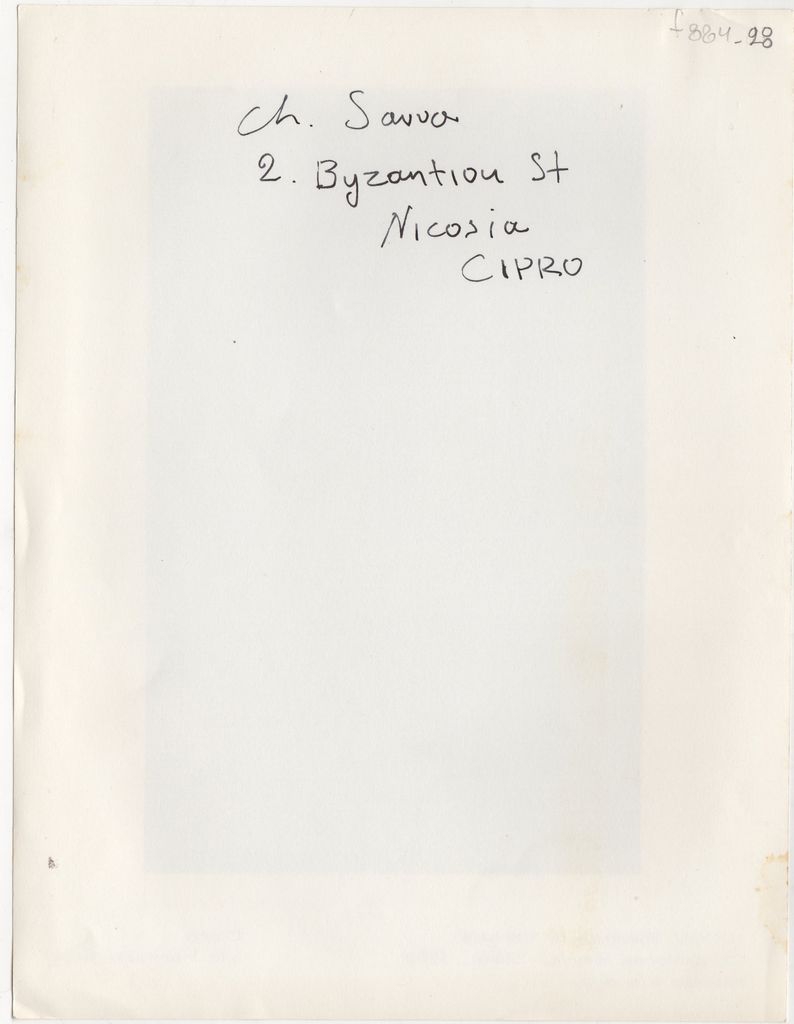 f884-28
Ch. Savva
2. Byzantiou St
Nicosia
CIPRO